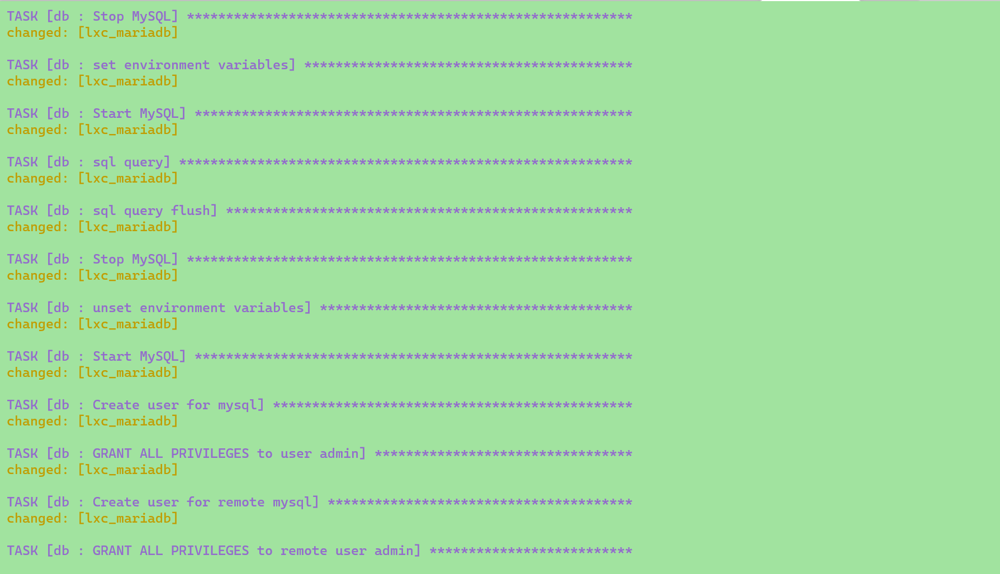 TASK [db : Stop MySQL] *********************************************************
changed: [lxc_mariadb]
TASK [db : set environment variables] ******************************************
changed: [lxc_mariadb]
TASK [db : Start MySQL] ********************************************************
changed: [lxc_mariadb]
TASK [db : sql query] **********************************************************
changed: [lxc_mariadb]
TASK [db : sql query flush] ****************************************************
changed: [lxc_mariadb]
TASK [db : Stop MySQL] *********************************************************
changed: [lxc_mariadb]
TASK [db : unset environment variables] ****************************************
changed: [lxc_mariadb]
TASK [db : Start MySQL] ********************************************************
changed: [lxc_mariadb]
TASK [db : Create user for mysql] **********************************************
changed: [lxc_mariadb]
TASK [db : GRANT ALL PRIVILEGES to user admin] *********************************
changed: [lxc_mariadb]
TASK [db : Create user for remote mysql] ***************************************
changed: [lxc_mariadb]
TASK [db : GRANT ALL PRIVILEGES to remote user admin] **************************